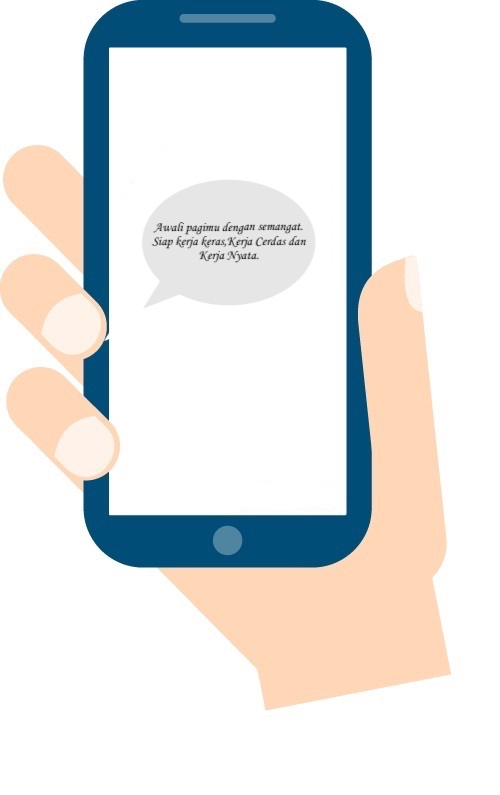 Awali pagimu dengan semangat.
Siap kerja keras,Kerja Cerdas dan
Kerja Nyata.